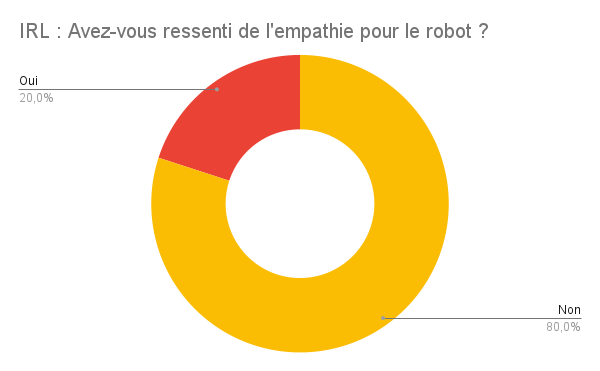 IRL : Avez-vous ressenti de l'empathie pour le robot ?
Oui
20,0%
Non
80,0%